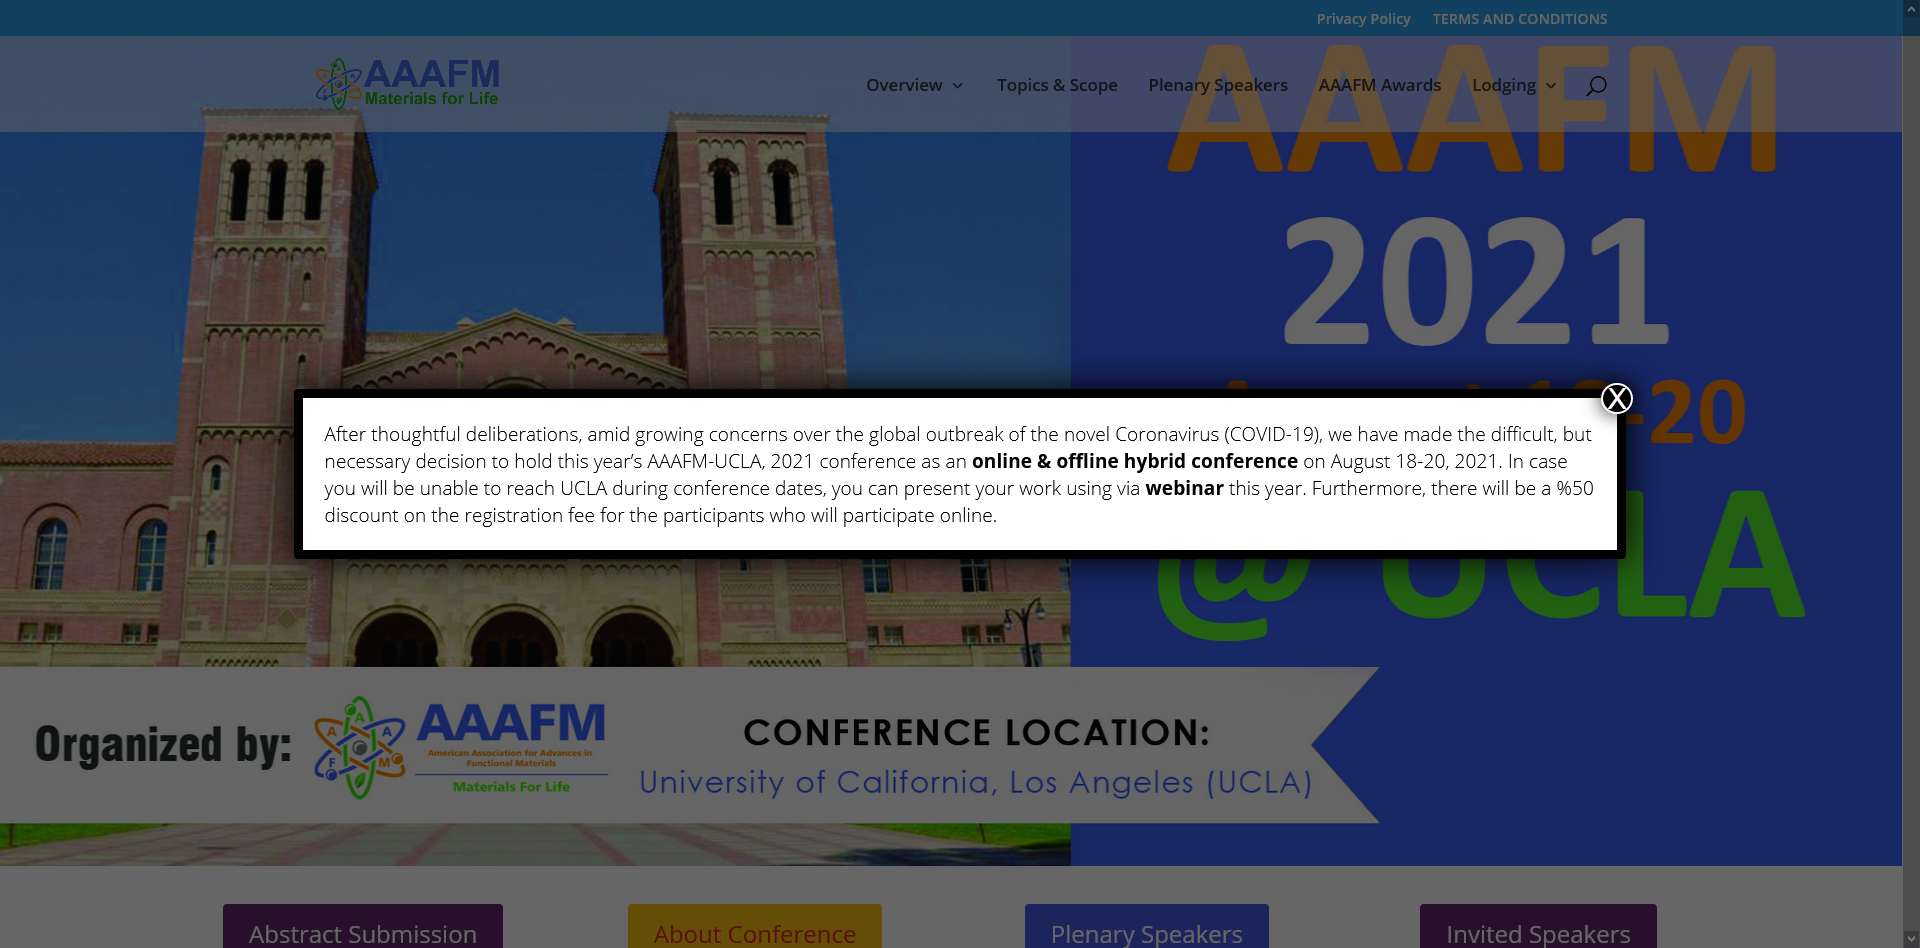 Privacy Policy TERMS AND CONDITIONS
AAAFM
Materials for Life
Overview Topics & Scope Plenary Speakers AAAFM Awards Lodging
AAAFM
2021
-20
After thoughtful deliberations, amid growing concerns over the global outbreak of the novel Coronavirus (COVID-19), we have made the difficult, but
necessary decision to hold this year’s AAAFM-UCLA, 2021 conference as an online & offline hybrid conference on August 18-20, 2021. In case
you will be unable to reach UCLA during conference dates, you can present your work using via webinar this year. Furthermore, there will be a %50
discount on the registration fee for the participants who will participate online.
X
@ UCLA
Organized by:
A A A F M
AAAFM
American Association for Advances in
Functional Materials
Materials For Life
CONFERENCE LOCATION:
University of California, Los Angeles (UCLA)
Abstract Submission About Conference Plenary Speakers Invited Speakers